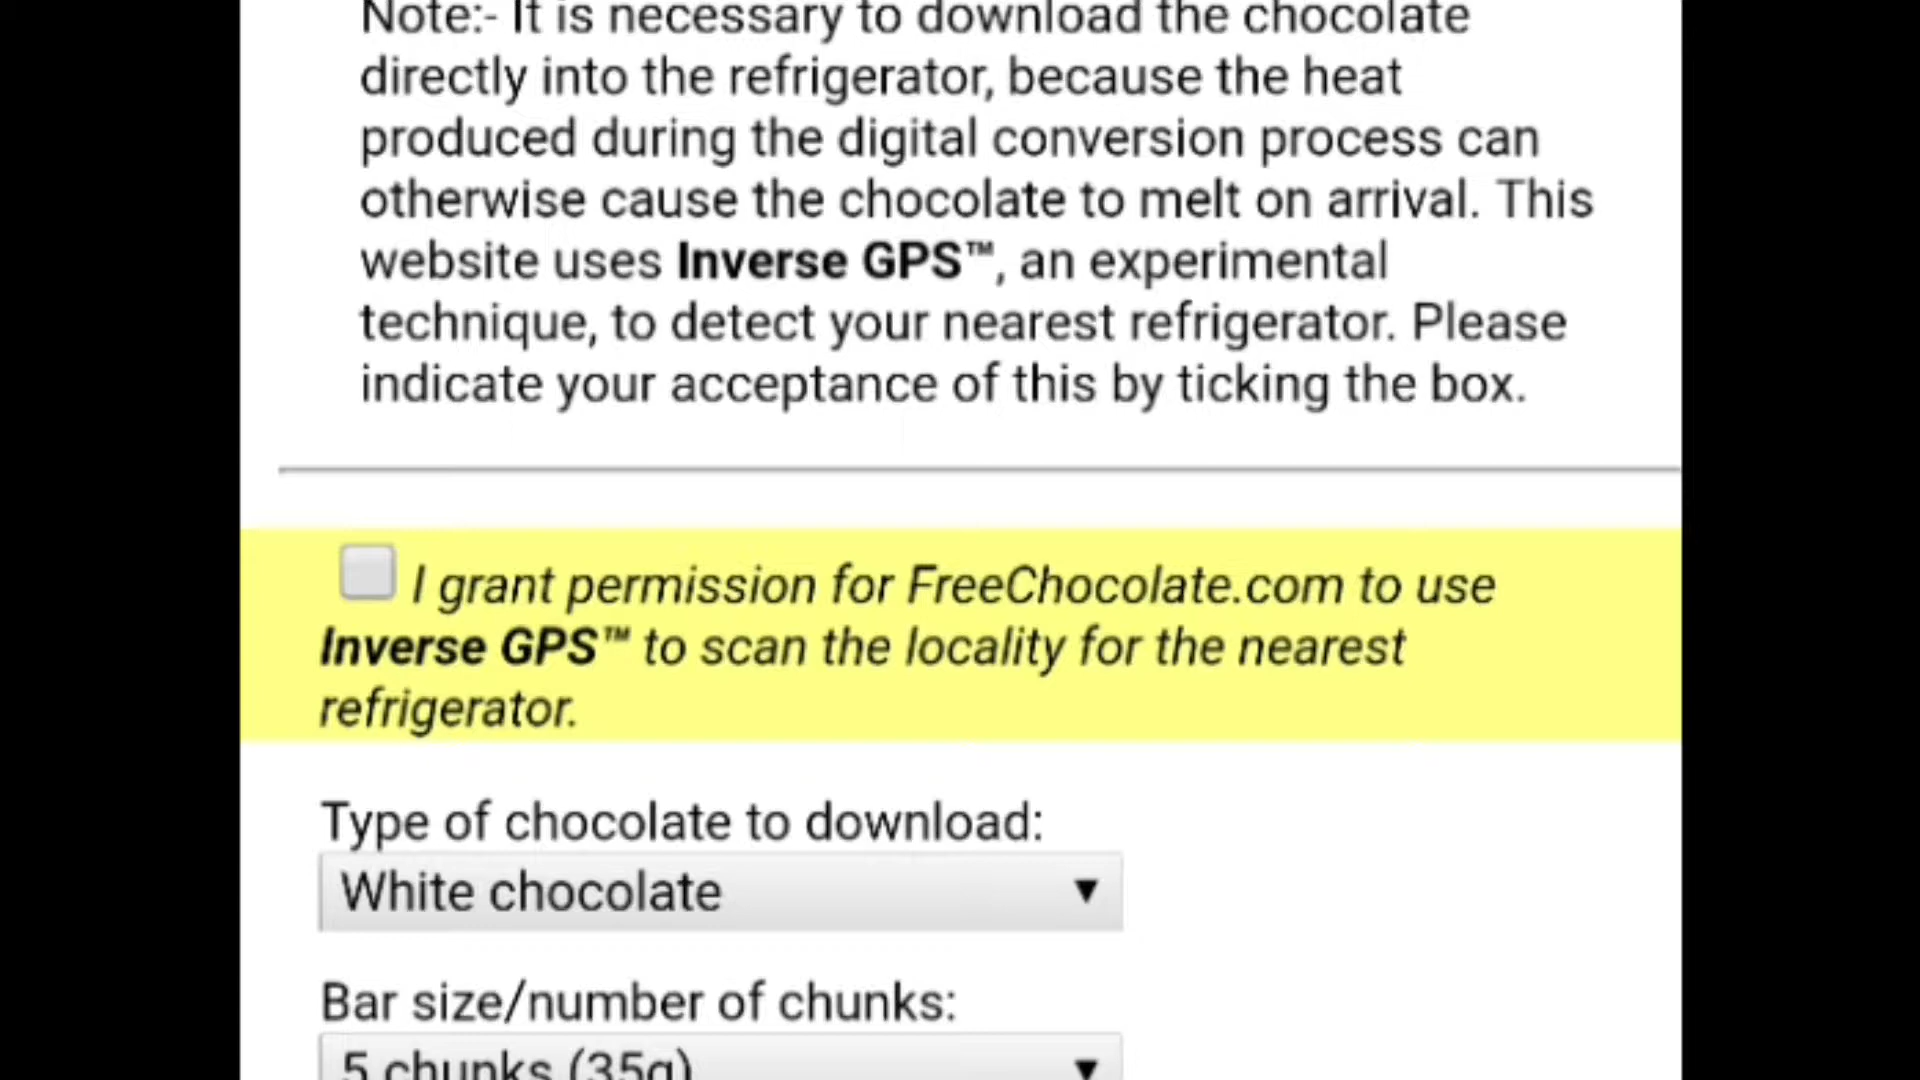 Note:- It is necessary to download the chocolate
directly into the refrigerator, because the heat
produced during the digital conversion process can
otherwise cause the chocolate to melt on arrival. This
website uses Inverse GPS™, an experimental
technique, to detect your nearest refrigerator. Please
indicate your acceptance of this by ticking the box.
I grant permission for FreeChocolate.com to use
Inverse GPS™ to scan the locality for the nearest
refrigerator.
Type of chocolate to download:
White chocolate
Bar size/number of chunks:
5 chunks (35g)